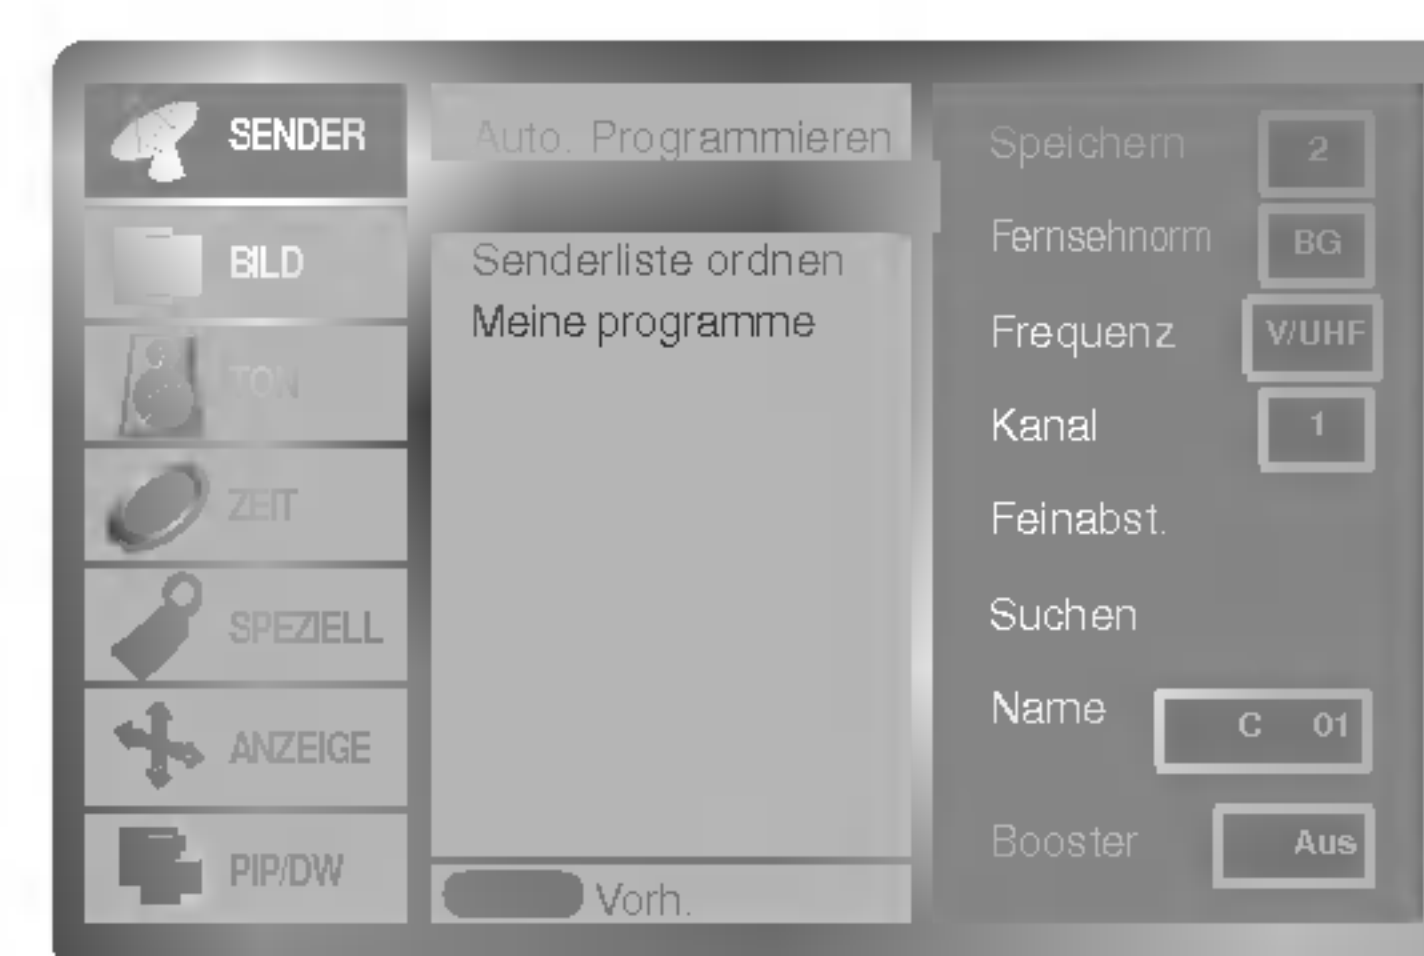 SENDER
BILD
TON
ZEIT
SPEZIELL
ANZEIGE
PIP/DW
Auto. Programmieren
Senderliste ordnen
Meine programme
Vorh.
Speichern 2
Fernsehnorm BG
Frequenz V/UHF
Kanal 1
Feinabst.
Suchen
Name C 01
Booster Aus